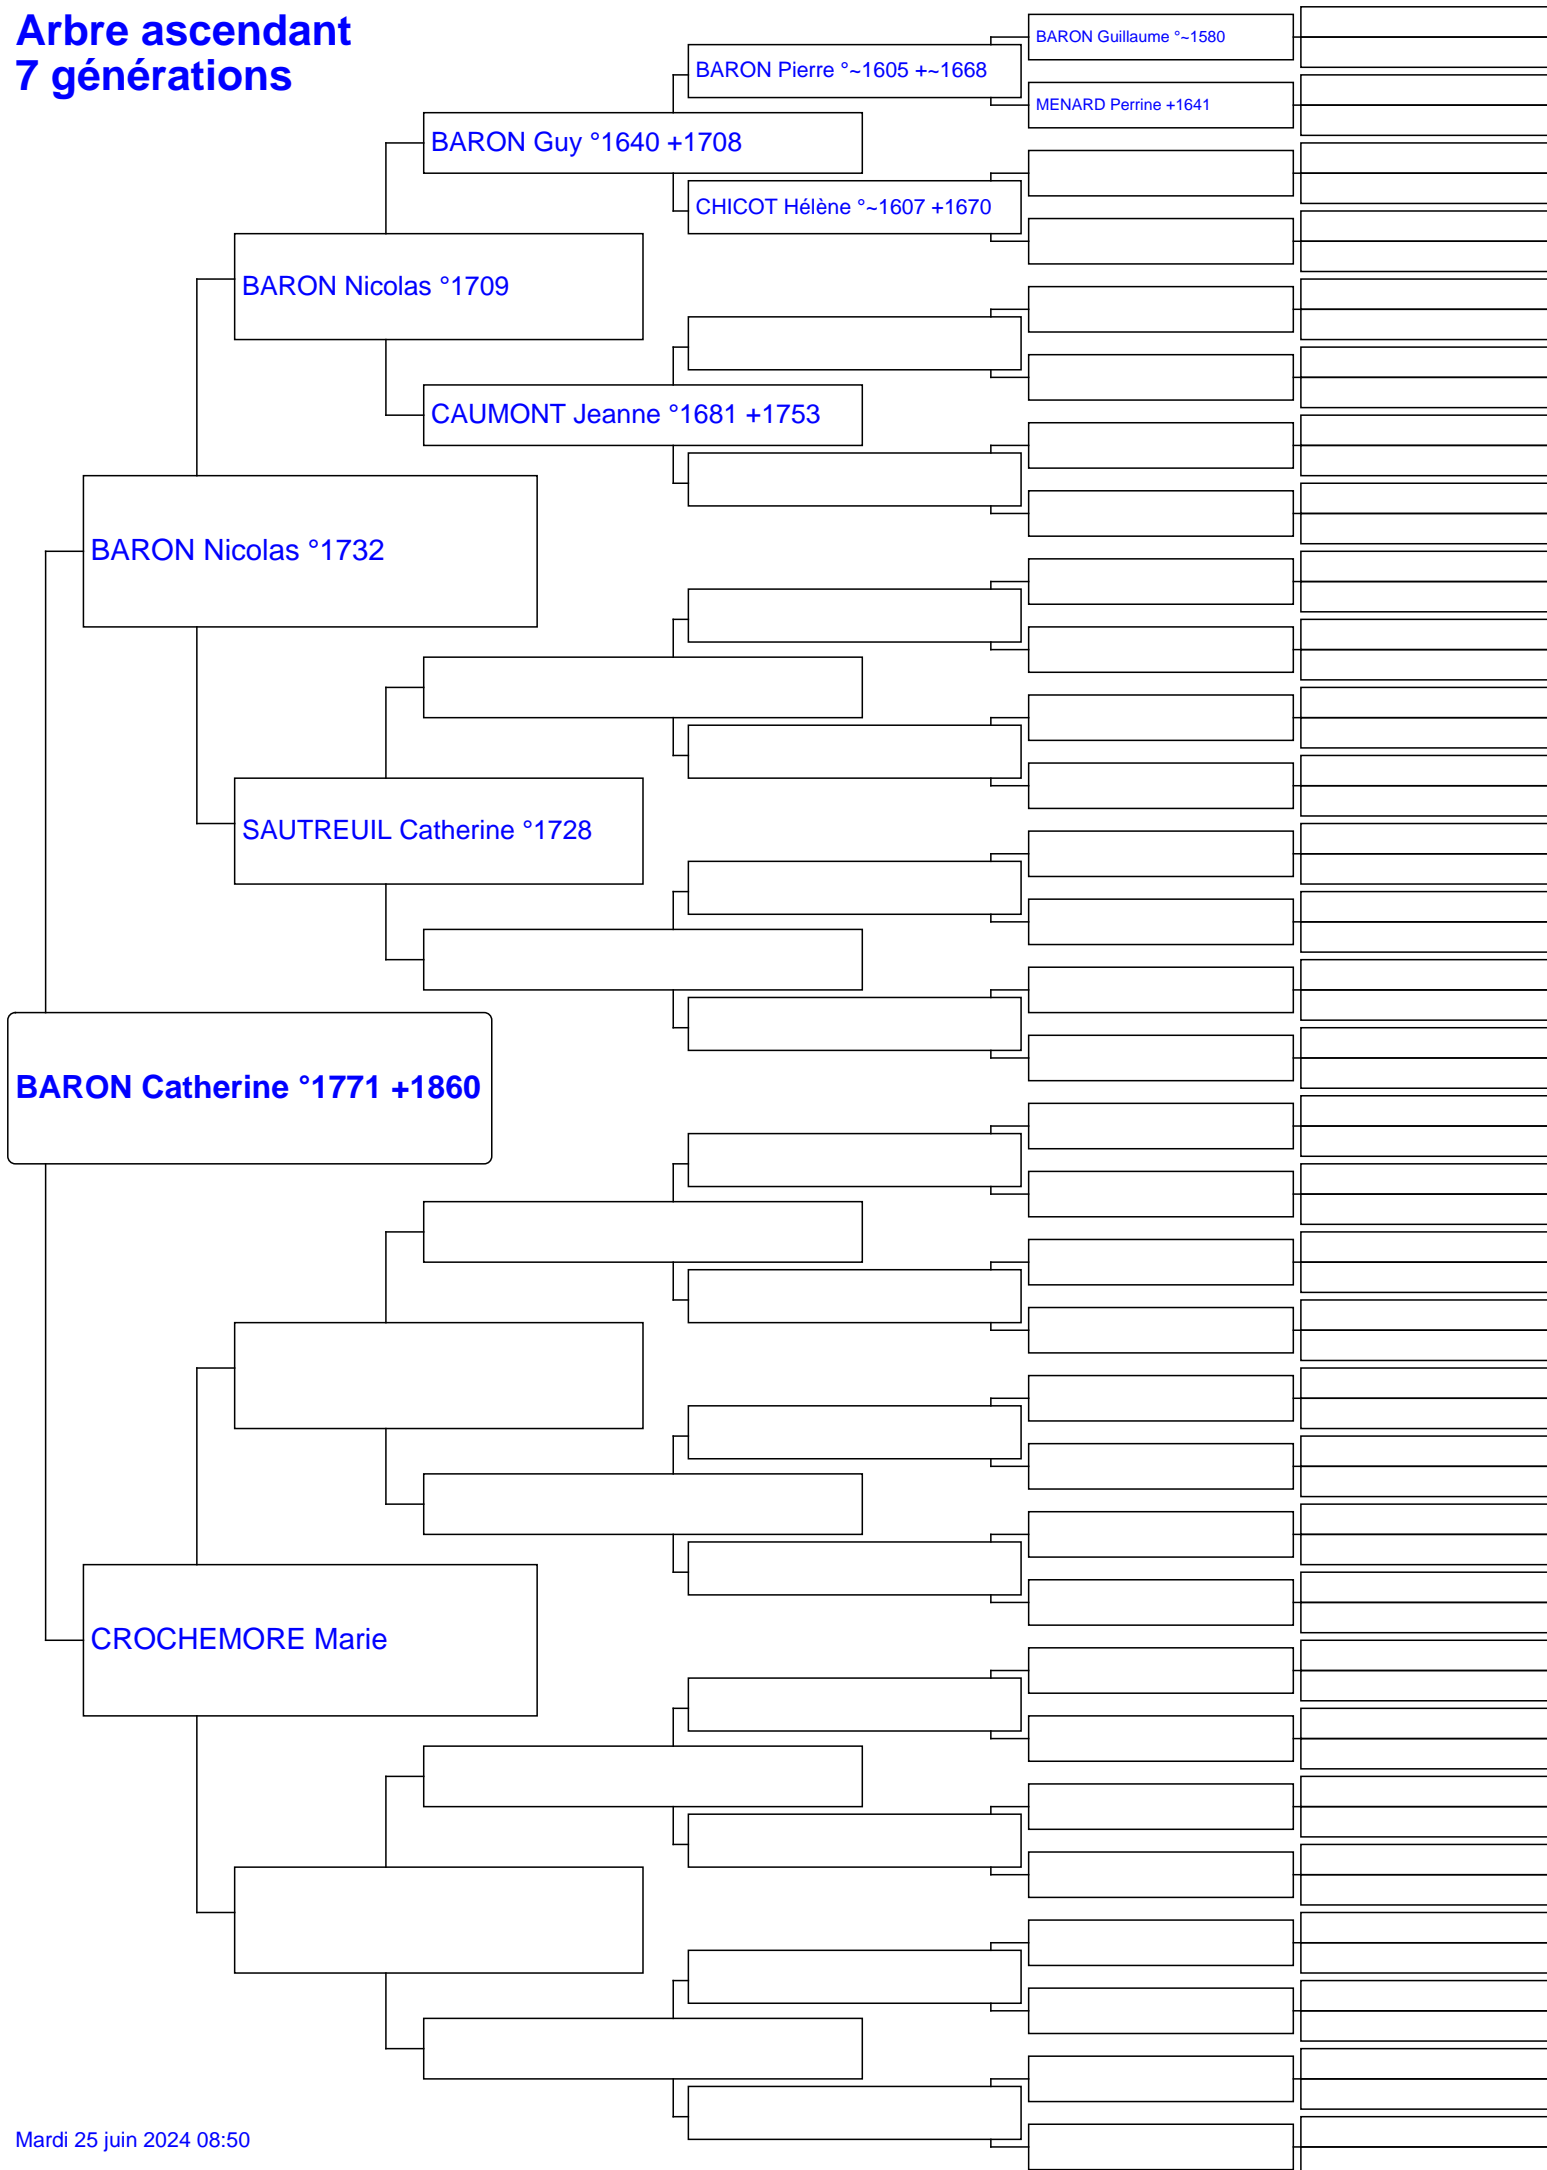 Arbre ascendant
7 générations
BARON Guillaume °~1580
BARON Pierre °~1605 +~1668
MENARD Perrine +1641
BARON Guy °1640 +1708
CHICOT Hélène °~1607 +1670
BARON Nicolas °1709
CAUMONT Jeanne °1681 +1753
BARON Nicolas °1732
SAUTREUIL Catherine °1728
BARON Catherine °1771 +1860
CROCHEMORE Marie
Mardi 25 juin 2024 08:50